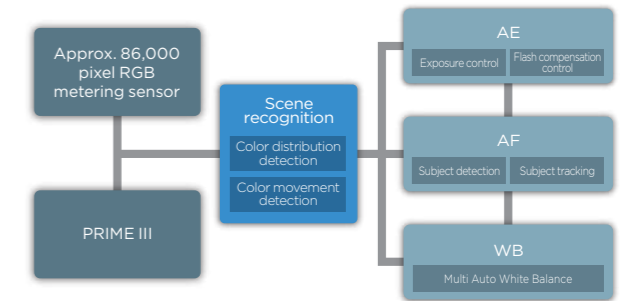 Approx. 86,000
pixel RGB
metering sensor
PRIME III
Scene
recognition
Color distribution
detection
Color movement
detection
AE
Exposure control
Flash compensation
control
AF
Subject detection
Subject tracking
WB
Multi Auto White Balance